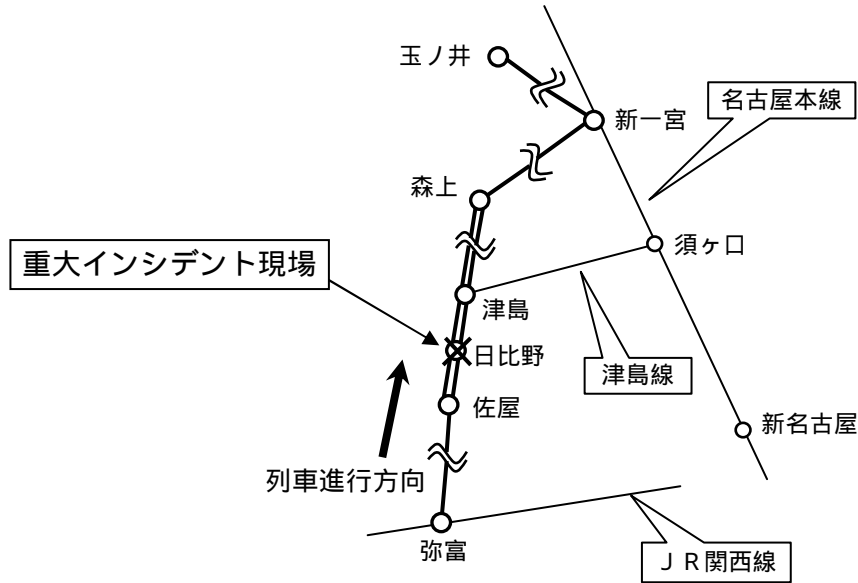 玉ノ井
名古屋本線
新一宮
森上
須ヶ口
重大インシデント現場
津島
日比野
津島線
佐屋
新名古屋
列車進行方向
弥富
ＪＲ関西線